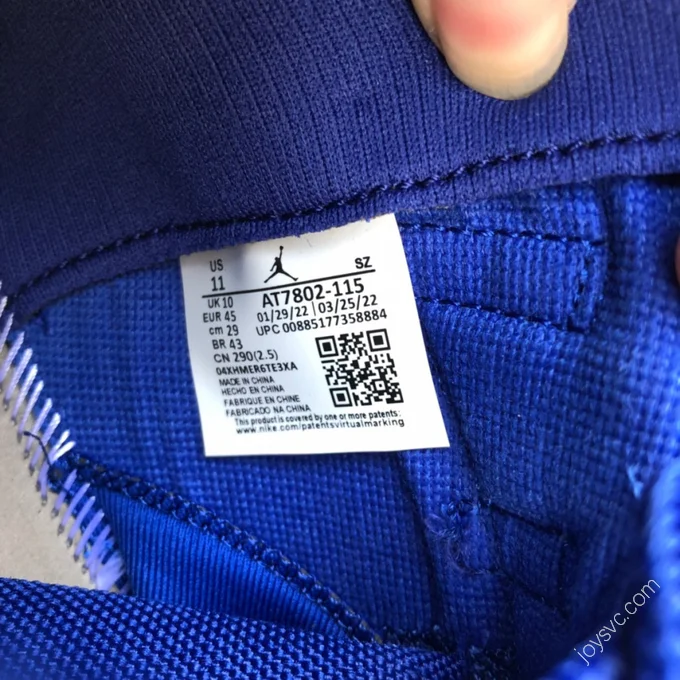 US SZ
11
UK 10 AT7802-115
EUR 45 01/29/22 03/25/22
cm 29 UPC 00885177358884
BR 43
CN 290(2.5)
04XHMER6TE3XA
MADE IN CHINA
HECHO EN CHINA
FABRIQUE EN CHINE
FABRICADO NA CHINA
This product is covered by one or more patents:
www.nike.com/patentsvirtualmarking
joysvc.com